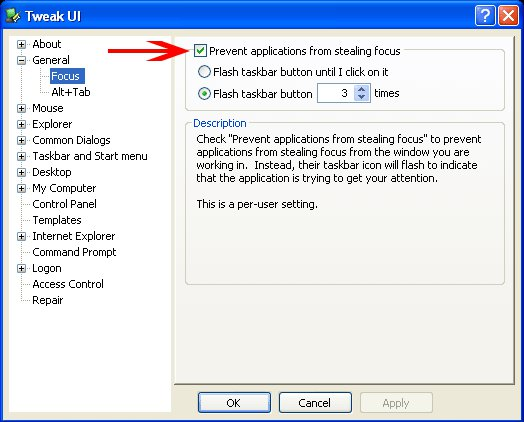 Tweak UI
About
General
Focus
Alt+Tab
Mouse
Explorer
Common Dialogs
Taskbar and Start menu
Desktop
My Computer
Control Panel
Templates
Internet Explorer
Command Prompt
Logon
Access Control
Repair
Prevent applications from stealing focus
Flash taskbar button until I click on it
Flash taskbar button 3 times
Description
Check "Prevent applications from stealing focus" to prevent
applications from stealing focus from the window you are
working in. Instead, their taskbar icon will flash to indicate
that the application is trying to get your attention.
This is a per-user setting.
OK
Cancel
Apply